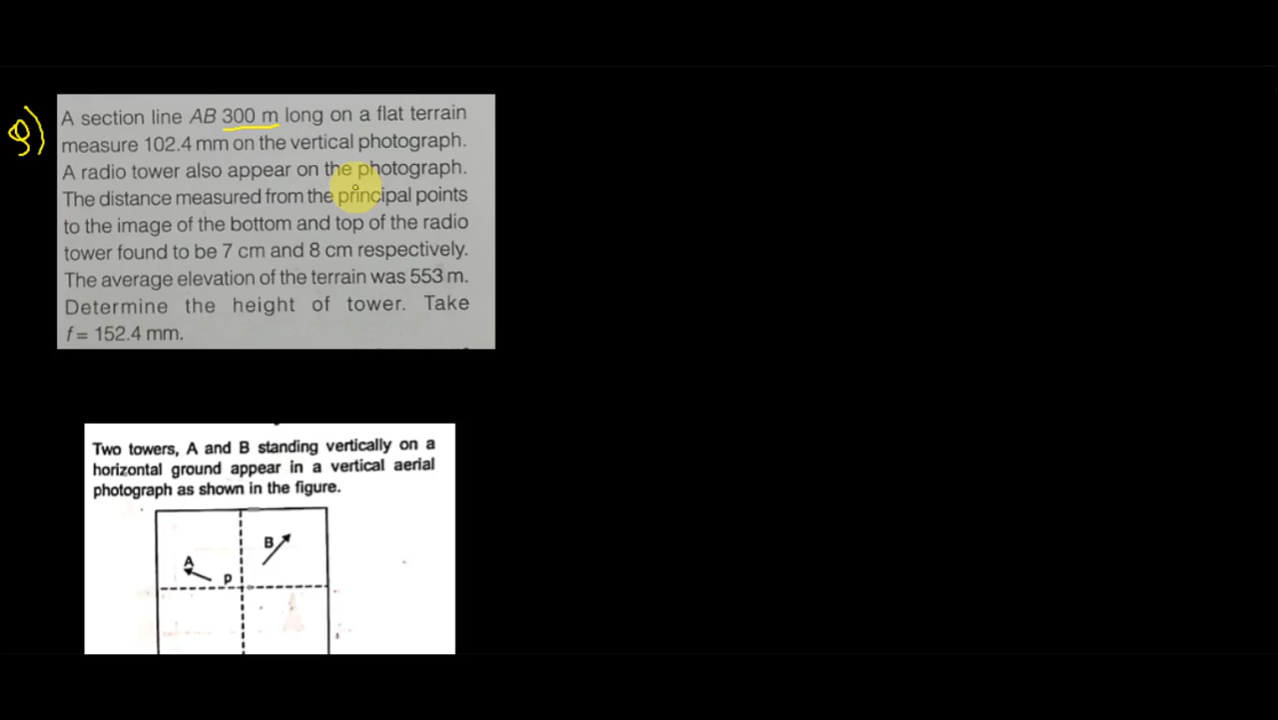 Q)
A section line AB 300 m long on a flat terrain
measure 102.4 mm on the vertical photograph.
A radio tower also appear on the photograph.
The distance measured from the principal points
to the image of the bottom and top of the radio
tower found to be 7 cm and 8 cm respectively.
The average elevation of the terrain was 553 m.
Determine the height of tower. Take
f = 152.4 mm.
Two towers, A and B standing vertically on a
horizontal ground appear in a vertical aerial
photograph as shown in the figure.
B
A
P